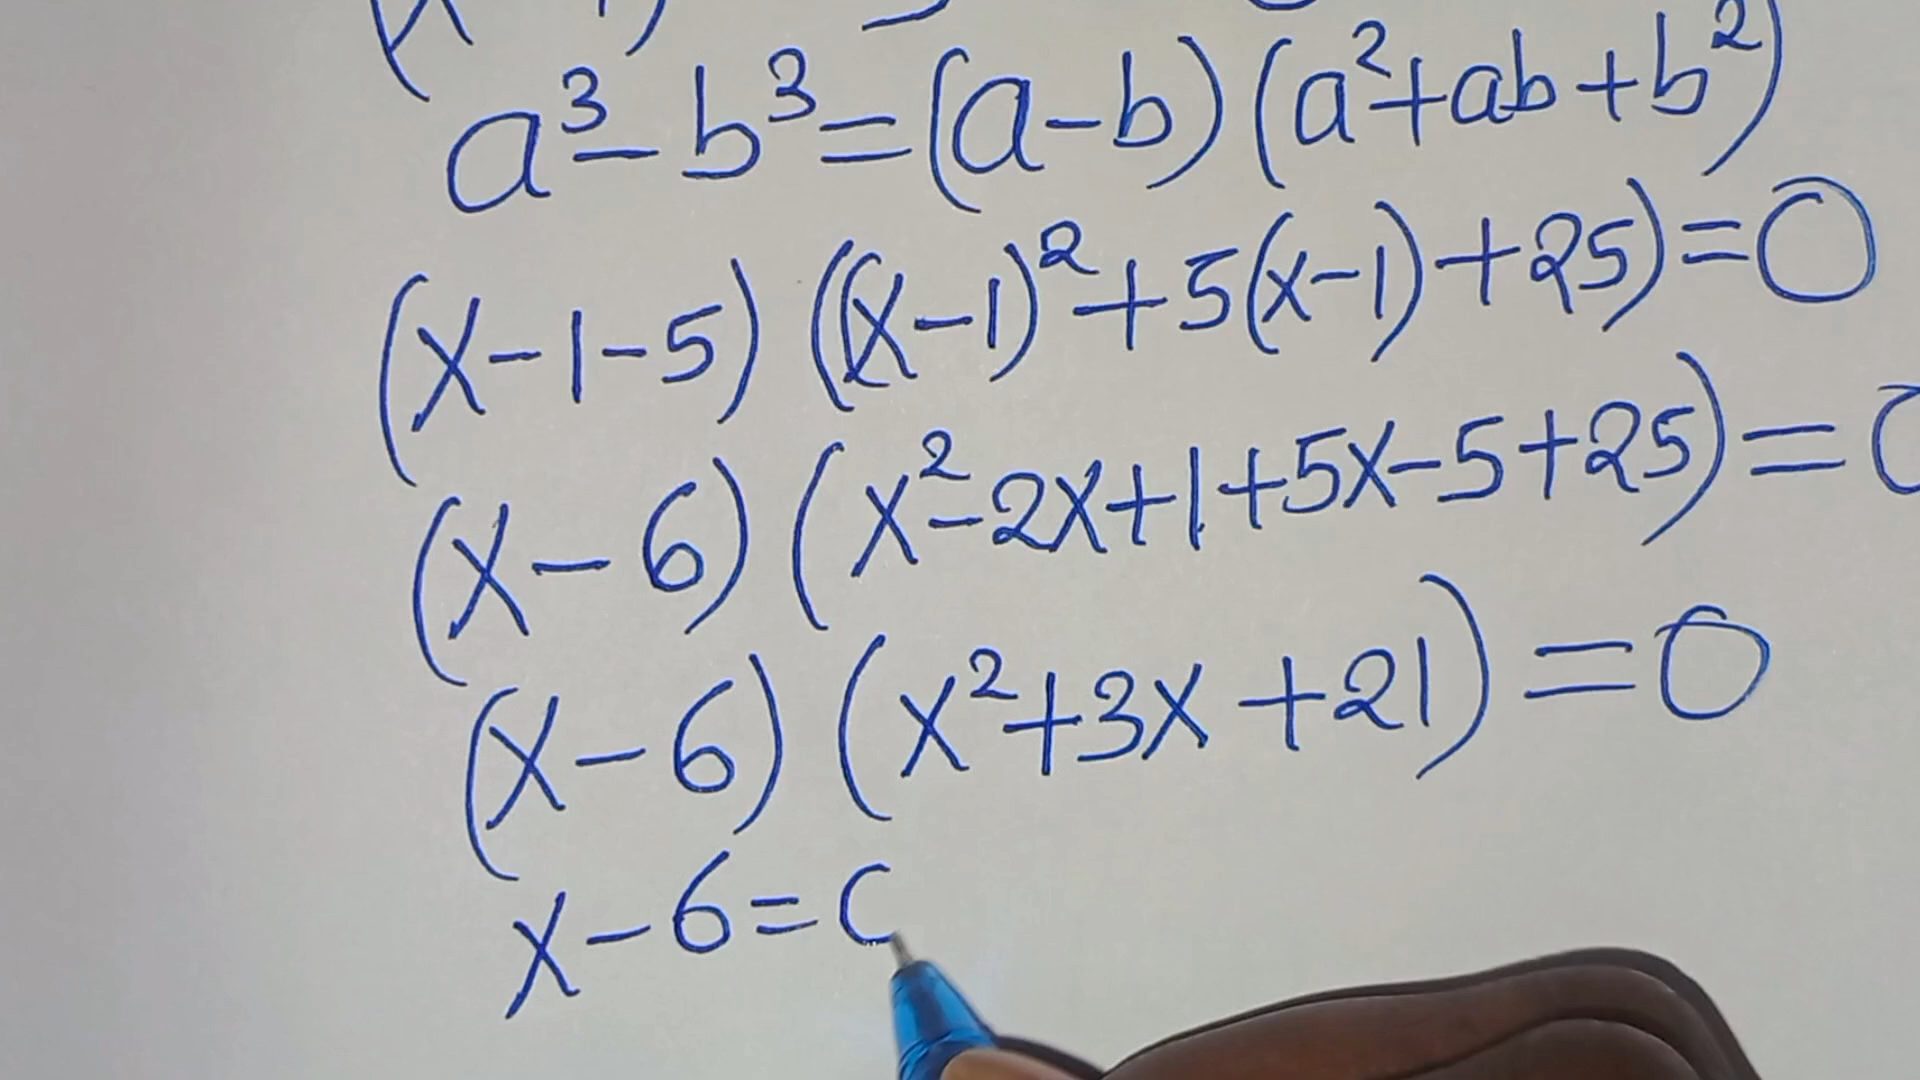 a³-b³=(a-b)(a²+ab+b²)
(x-1-5)((x-1)²+5(x-1)+25)=0
(x-6)(x²-2x+1+5x-5+25)=0
(x-6)(x²+3x+21)=0
x-6=0